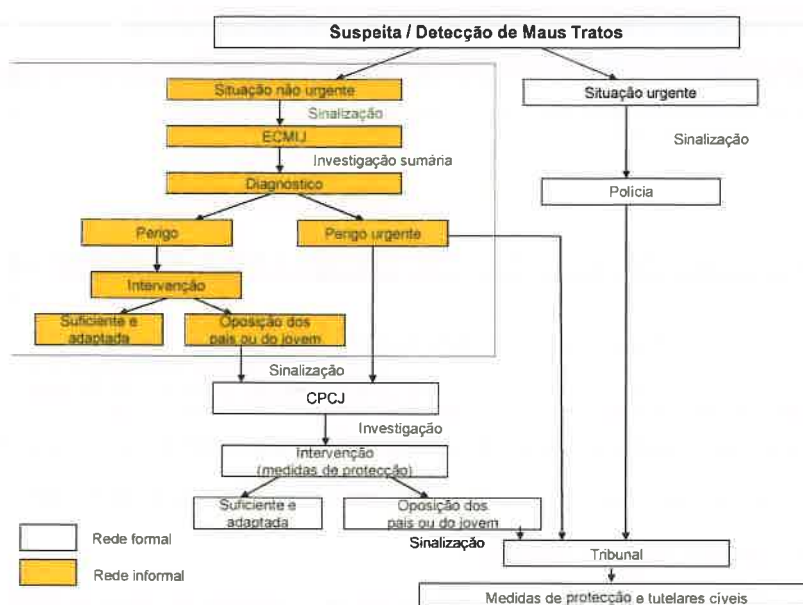 Suspeita / Detecção de Maus Tratos
Situação não urgente
Situação urgente
Sinalização
Sinalização
ECMIJ
Investigação sumária
Diagnóstico
Polícia
Perigo
Perigo urgente
Intervenção
Suficiente e
adaptada
Oposição dos
pais ou do jovem
Sinalização
CPCJ
Investigação
Intervenção
(medidas de protecção)
Suficiente e
adaptada
Oposição dos
pais ou do jovem
Sinalização
Rede formal
Tribunal
Rede informal
Medidas de protecção e tutelares cíveis